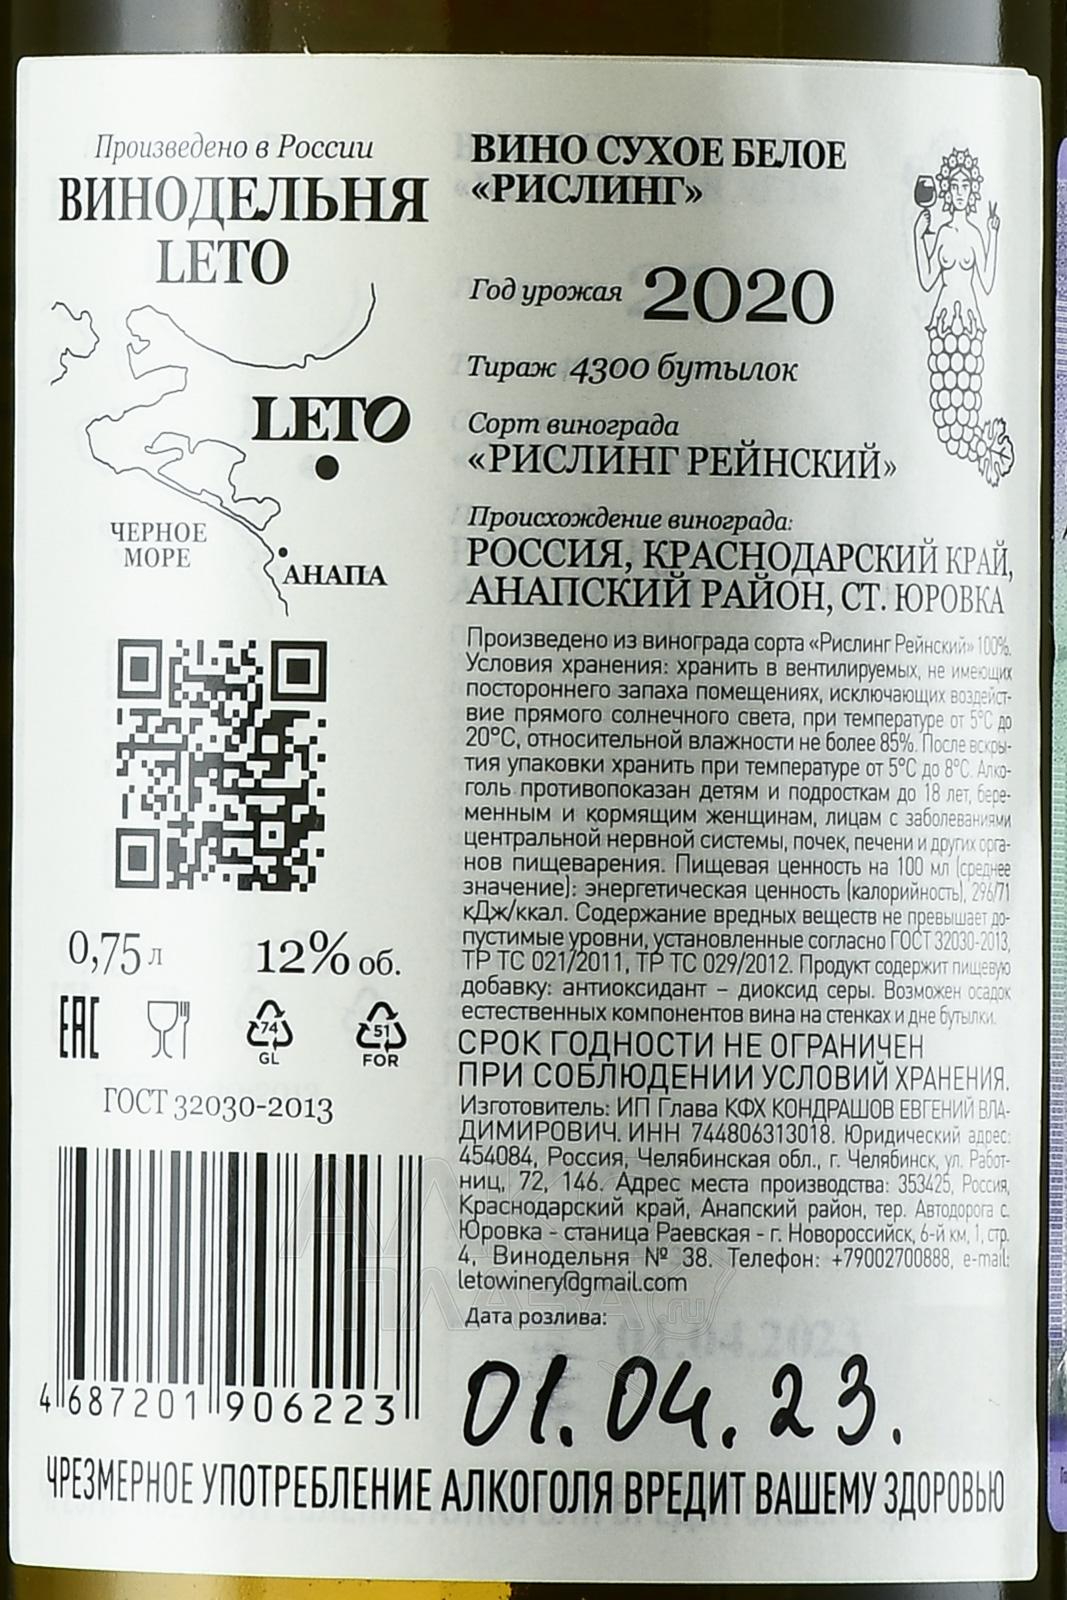 Произведено в России
ВИНОДЕЛЬНЯ
LETO
LETO
ЧЕРНОЕ
МОРЕ
АНАПА
0,75 л
12% об.
EAC
74
GL
51
FOR
ГОСТ 32030-2013
4 687201 906223
ВИНО СУХОЕ БЕЛОЕ
«РИСЛИНГ»
Год урожая 2020
Тираж 4300 бутылок
Сорт винограда
«РИСЛИНГ РЕЙНСКИЙ»
Происхождение винограда:
РОССИЯ, КРАСНОДАРСКИЙ КРАЙ,
АНАПСКИЙ РАЙОН, СТ. ЮРОВКА
Произведено из винограда сорта «Рислинг Рейнский» 100%.
Условия хранения: хранить в вентилируемых, не имеющих
постороннего запаха помещениях, исключающих воздейст-
вие прямого солнечного света, при температуре от 5°C до
20°C, относительной влажности не более 85%. После вскры-
тия упаковки хранить при температуре от 5°C до 8°C. Алко-
голь противопоказан детям и подросткам до 18 лет, бере-
менным и кормящим женщинам, лицам с заболеваниями
центральной нервной системы, почек, печени и других орга-
нов пищеварения. Пищевая ценность на 100 мл (среднее
значение): энергетическая ценность (калорийность), 296/71
кДж/ккал. Содержание вредных веществ не превышает до-
пустимые уровни, установленные согласно ГОСТ 32030-2013,
ТР ТС 021/2011, ТР ТС 029/2012. Продукт содержит пищевую
добавку: антиоксидант – диоксид серы. Возможен осадок
естественных компонентов вина на стенках и дне бутылки.
СРОК ГОДНОСТИ НЕ ОГРАНИЧЕН
ПРИ СОБЛЮДЕНИИ УСЛОВИЙ ХРАНЕНИЯ.
Изготовитель: ИП Глава КФХ КОНДРАШОВ ЕВГЕНИЙ ВЛА-
ДИМИРОВИЧ. ИНН 744806313018. Юридический адрес:
454084, Россия, Челябинская обл., г. Челябинск, ул. Работ-
ниц, 72, 146. Адрес места производства: 353425, Россия,
Краснодарский край, Анапский район, тер. Автодорога с.
Юровка - станица Раевская - г. Новороссийск, 6-й км, 1, стр.
4, Винодельня № 38. Телефон: +79002700888, e-mail:
letowinery@gmail.com
Дата розлива:
01.04.23.
ЧРЕЗМЕРНОЕ УПОТРЕБЛЕНИЕ АЛКОГОЛЯ ВРЕДИТ ВАШЕМУ ЗДОРОВЬЮ